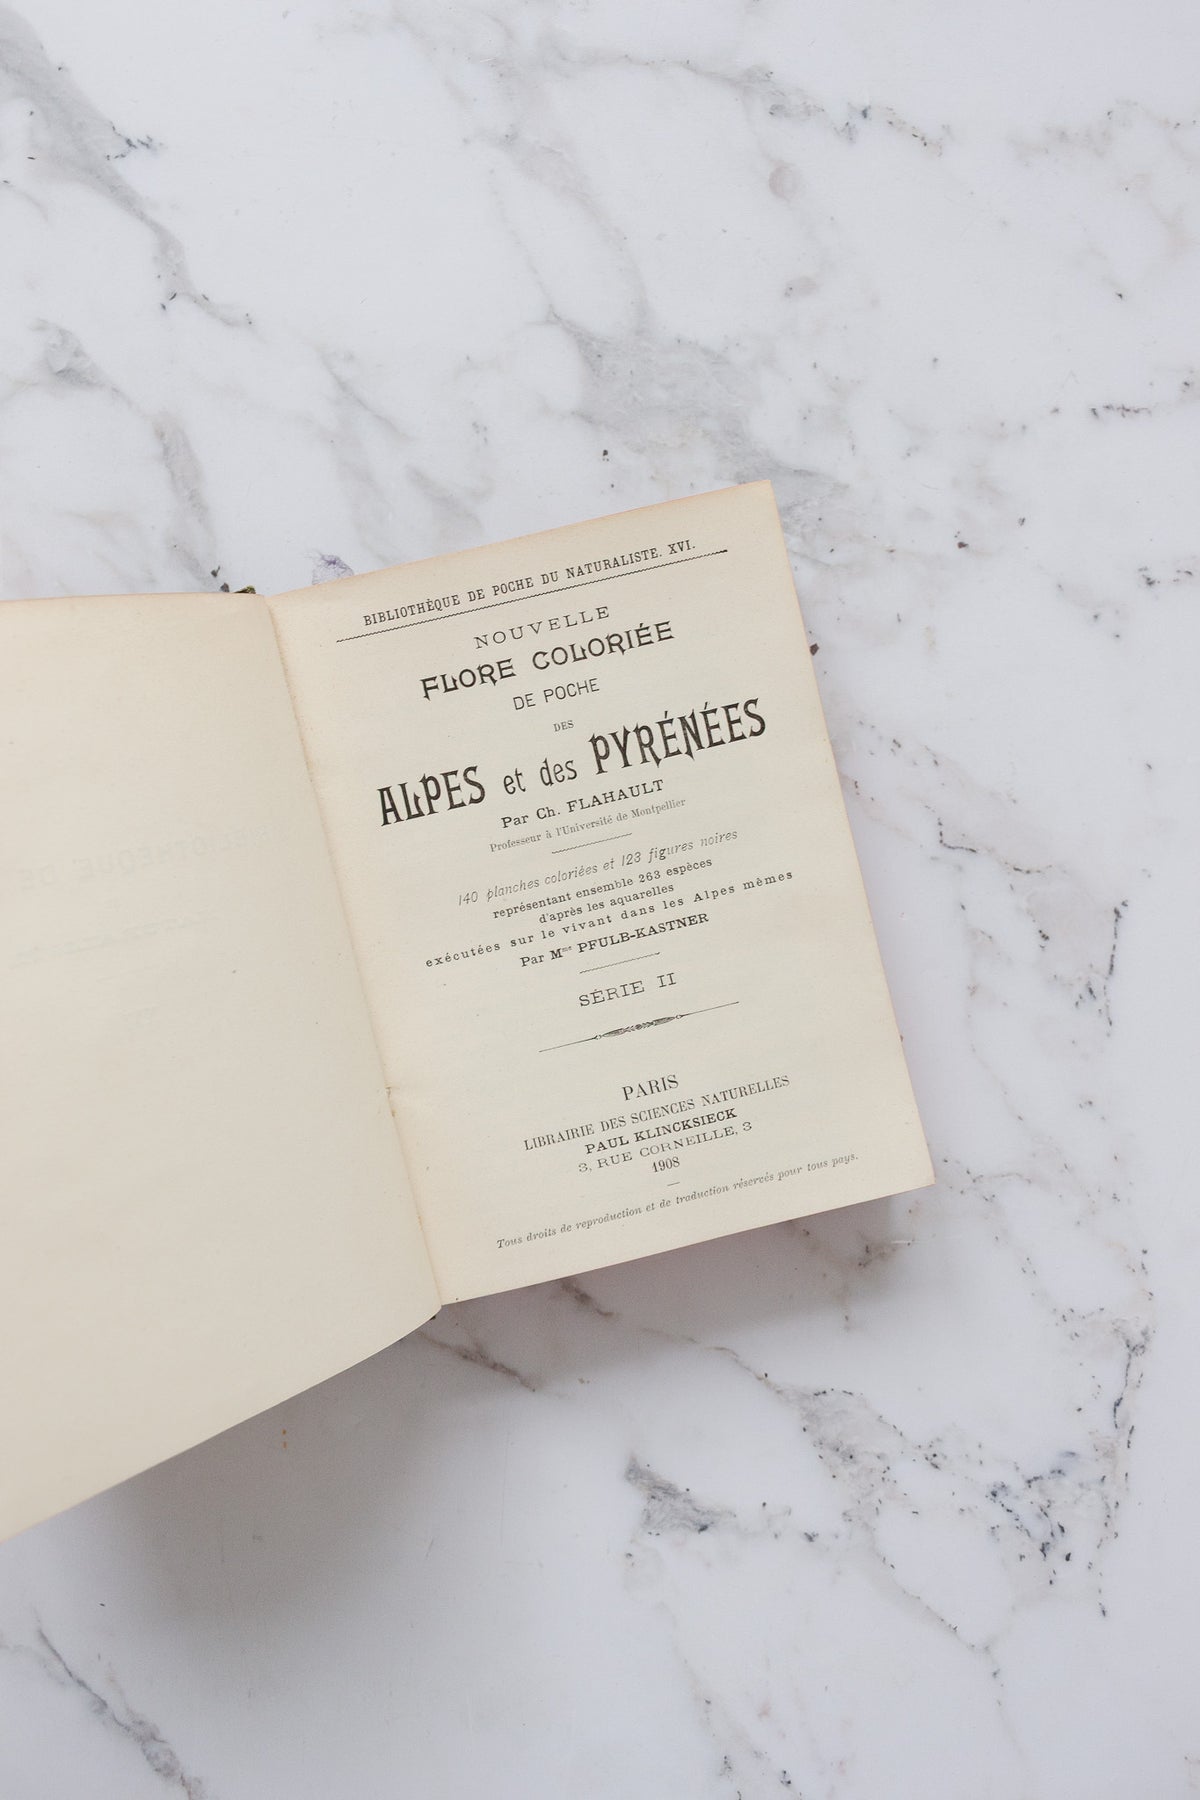 BIBLIOTHÈQUE DE POCHE DU NATURALISTE. XVI.
NOUVELLE
FLORE COLORIÉE
DE POCHE
DES
ALPES et des PYRÉNÉES
Par Ch. FLAHAULT
Professeur à l'Université de Montpellier
140 planches coloriées et 123 figures noires
représentant ensemble 263 espèces
d'après les aquarelles
exécutées sur le vivant dans les Alpes mêmes
Par Mme PFULB-KASTNER
SÉRIE II
PARIS
LIBRAIRIE DES SCIENCES NATURELLES
PAUL KLINCKSIECK
3, RUE CORNEILLE, 3
1908
Tous droits de reproduction et de traduction réservés pour tous pays.